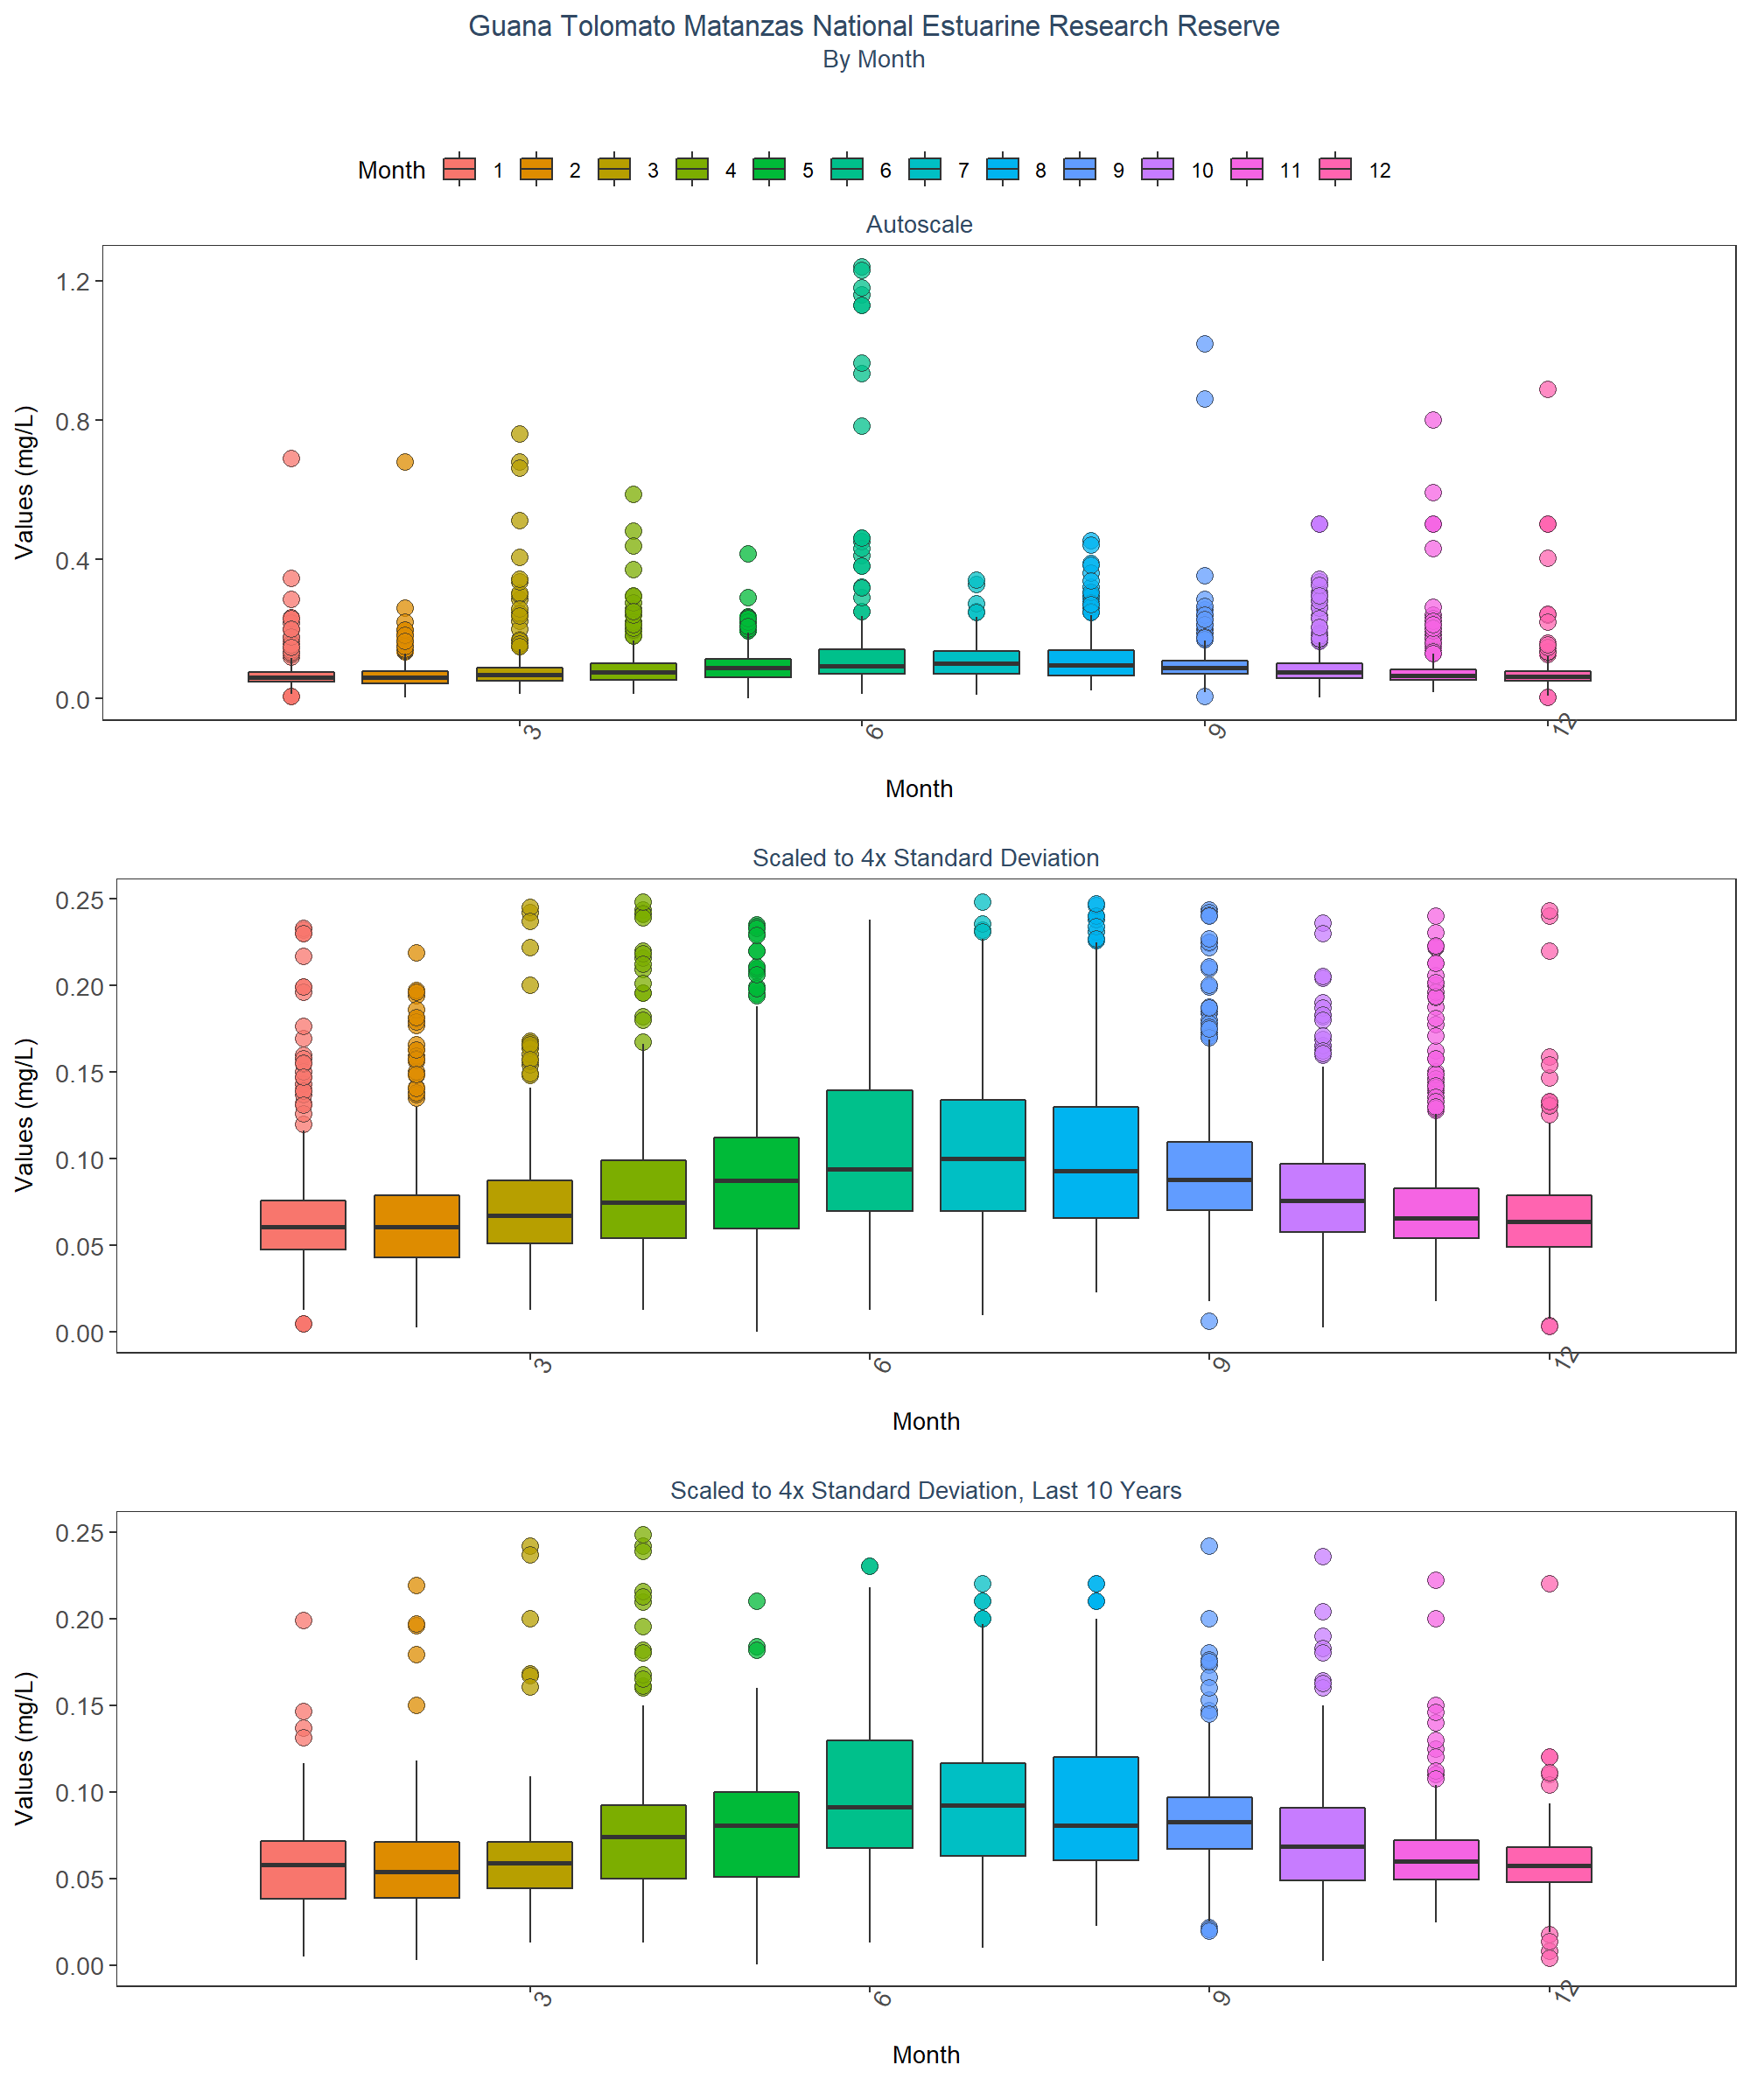 Guana Tolomato Matanzas National Estuarine Research Reserve
By Month
Month 1 2 3 4 5 6 7 8 9 10 11 12
Autoscale
Values (mg/L)
1.2
0.8
0.4
0.0
3 6 9 12
Month
Scaled to 4x Standard Deviation
Values (mg/L)
0.25
0.20
0.15
0.10
0.05
0.00
3 6 9 12
Month
Scaled to 4x Standard Deviation, Last 10 Years
Values (mg/L)
0.25
0.20
0.15
0.10
0.05
0.00
3 6 9 12
Month